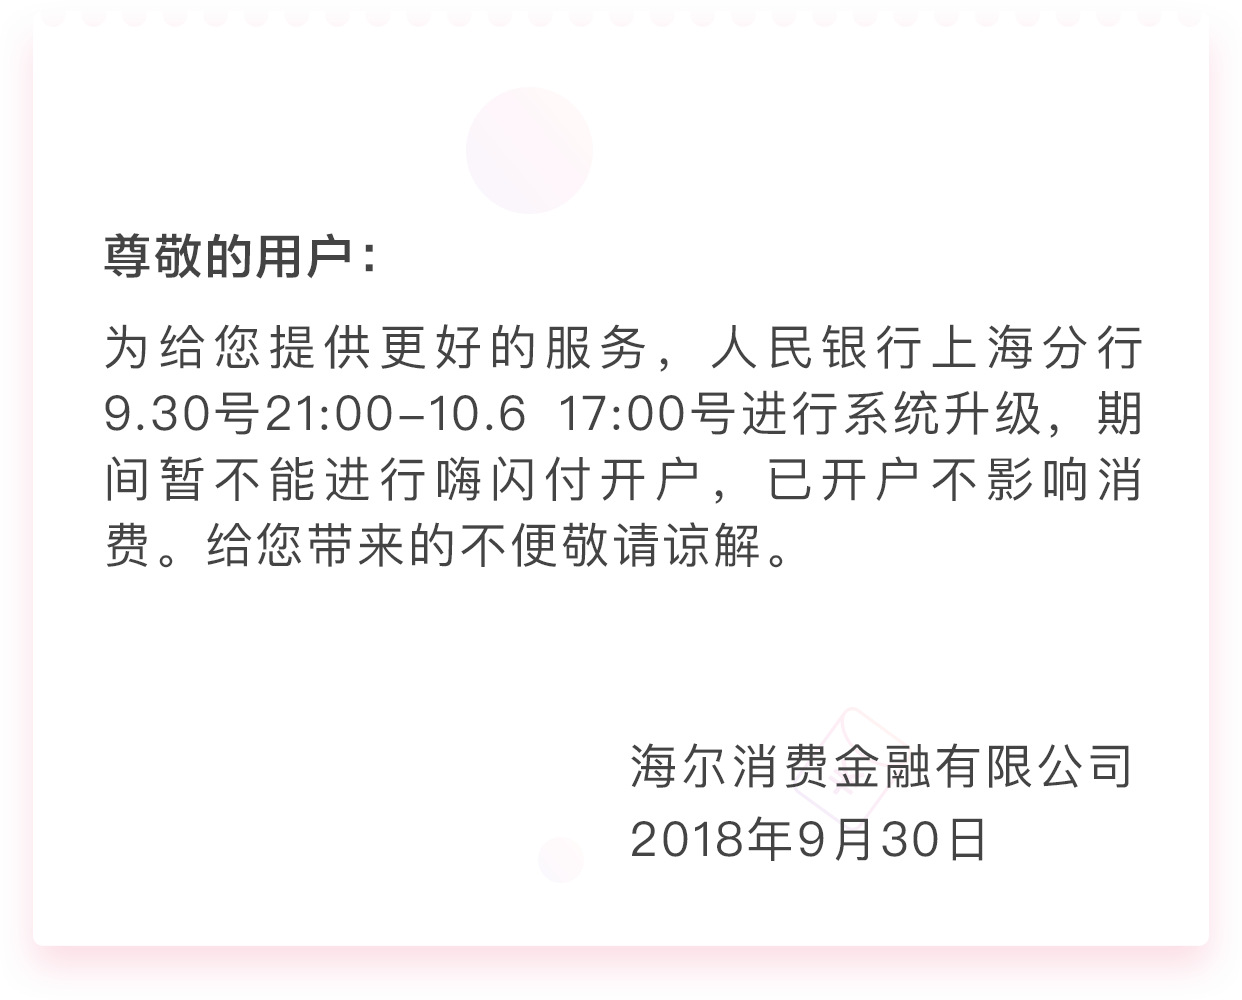 尊敬的用户：
为给您提供更好的服务，人民银行上海分行
9.30号21:00-10.6 17:00号进行系统升级，期
间暂不能进行嗨闪付开户，已开户不影响消
费。给您带来的不便敬请谅解。
海尔消费金融有限公司
2018年9月30日